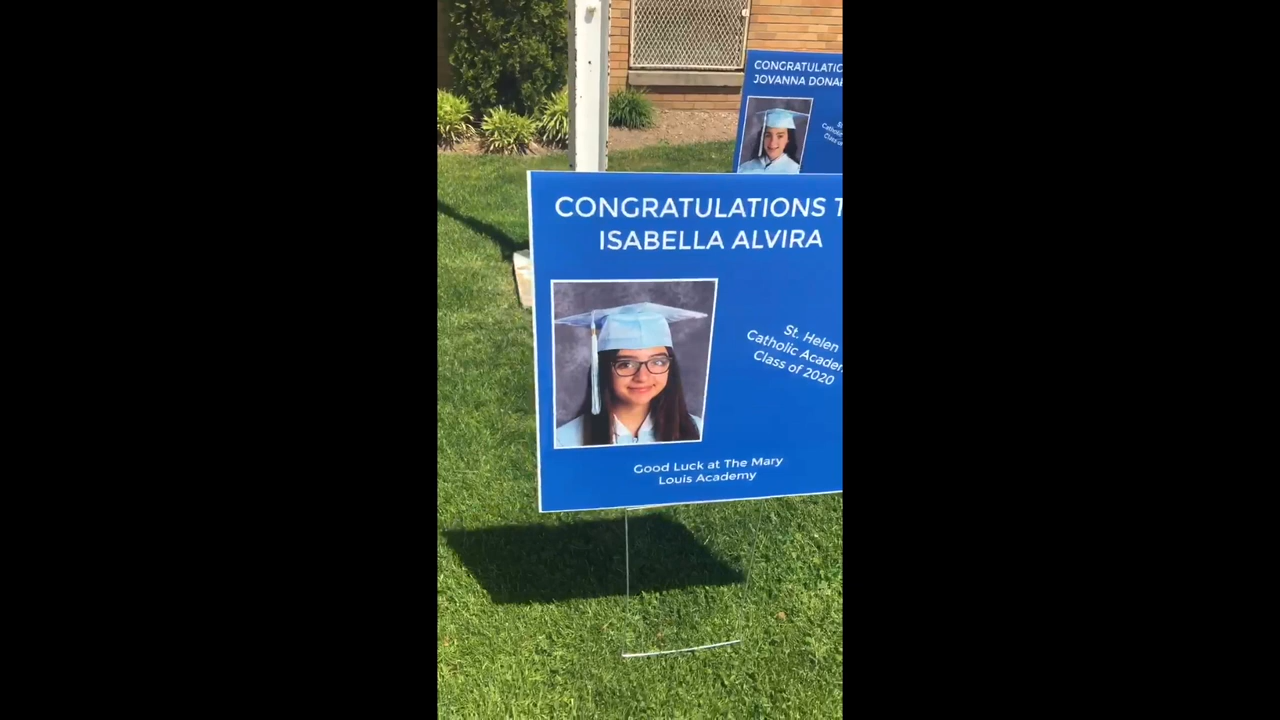 CONGRATULATIO
JOVANNA DONA
CONGRATULATIONS T
ISABELLA ALVIRA
St. Helen
Catholic Academ
Class of 2020
Good Luck at The Mary
Louis Academy